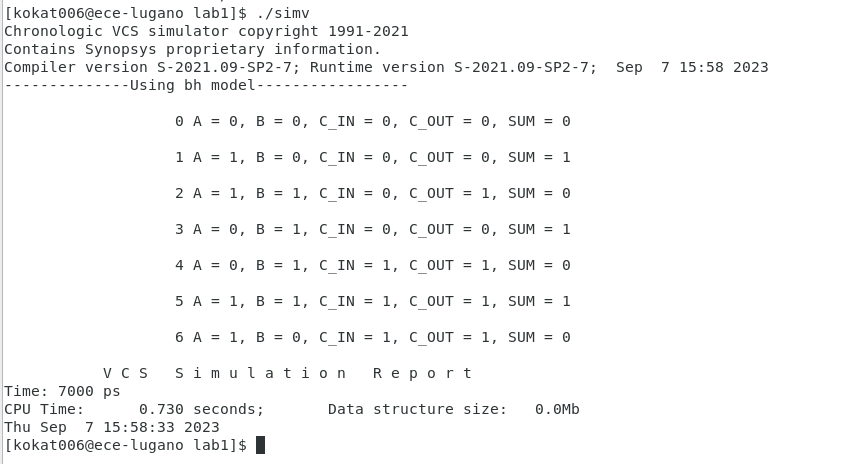 [kokat006@ece-lugano lab1]$ ./simv
Chronologic VCS simulator copyright 1991-2021
Contains Synopsys proprietary information.
Compiler version S-2021.09-SP2-7; Runtime version S-2021.09-SP2-7;  Sep  7 15:58 2023
--------------Using bh model-----------------
0 A = 0, B = 0, C_IN = 0, C_OUT = 0, SUM = 0
1 A = 1, B = 0, C_IN = 0, C_OUT = 0, SUM = 1
2 A = 1, B = 1, C_IN = 0, C_OUT = 1, SUM = 0
3 A = 0, B = 1, C_IN = 0, C_OUT = 0, SUM = 1
4 A = 0, B = 1, C_IN = 1, C_OUT = 1, SUM = 0
5 A = 1, B = 1, C_IN = 1, C_OUT = 1, SUM = 1
6 A = 1, B = 0, C_IN = 1, C_OUT = 1, SUM = 0
V C S   S i m u l a t i o n   R e p o r t
Time: 7000 ps
CPU Time:      0.730 seconds;       Data structure size:   0.0Mb
Thu Sep  7 15:58:33 2023
[kokat006@ece-lugano lab1]$